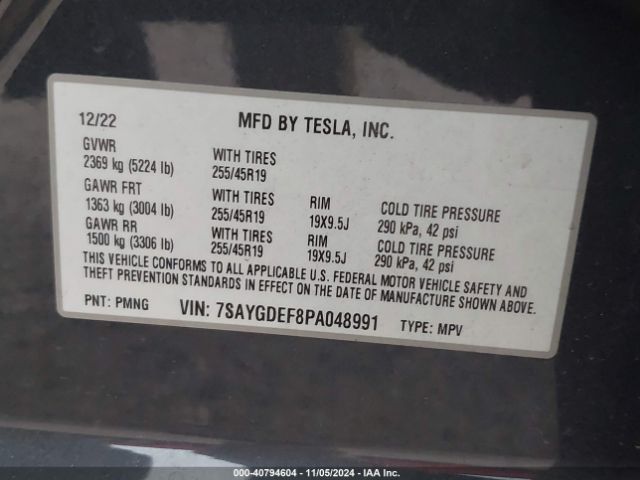 12/22 MFD BY TESLA, INC.
GVWR
2369 kg (5224 lb) WITH TIRES 255/45R19
GAWR FRT
1363 kg (3004 lb) WITH TIRES 255/45R19 RIM 19X9.5J COLD TIRE PRESSURE 290 kPa, 42 psi
GAWR RR
1500 kg (3306 lb) WITH TIRES 255/45R19 RIM 19X9.5J COLD TIRE PRESSURE 290 kPa, 42 psi
THIS VEHICLE CONFORMS TO ALL APPLICABLE U.S. FEDERAL MOTOR VEHICLE SAFETY AND
THEFT PREVENTION STANDARDS IN EFFECT ON THE DATE OF MANUFACTURE SHOWN ABOVE.
PNT: PMNG VIN: 7SAYGDEF8PA048991 TYPE: MPV
000-40794604 - 11/05/2024 - IAA Inc.